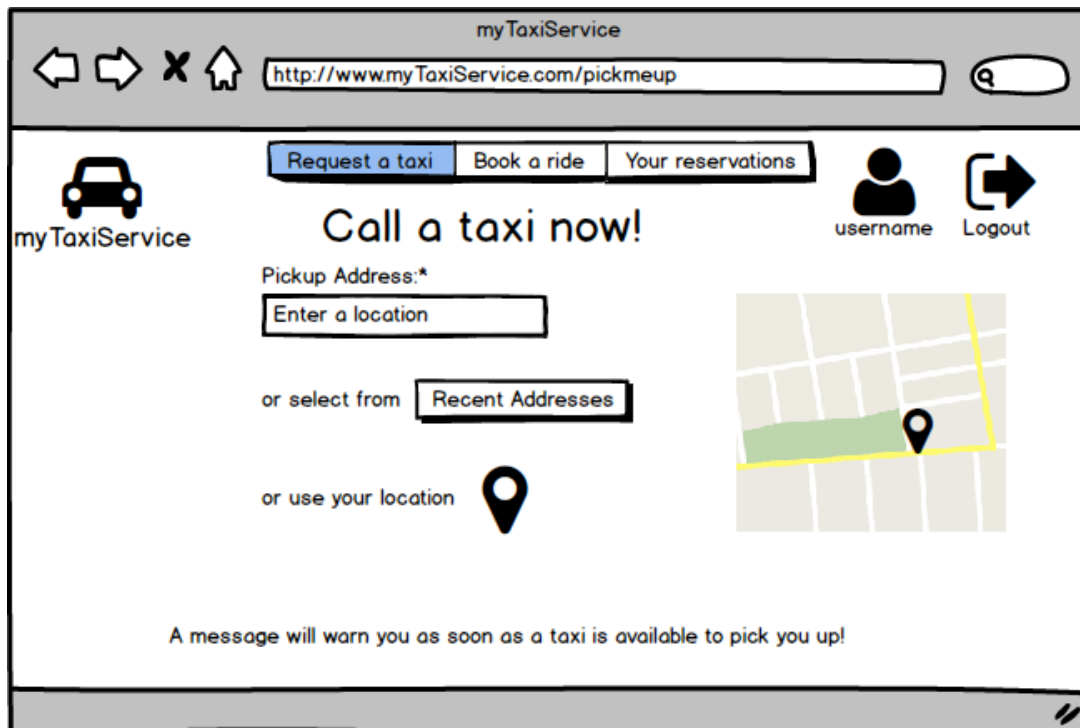 myTaxiService
http://www.myTaxiService.com/pickmeup
Request a taxi Book a ride Your reservations
myTaxiService
username Logout
Call a taxi now!
Pickup Address:*
Enter a location
or select from Recent Addresses
or use your location
A message will warn you as soon as a taxi is available to pick you up!